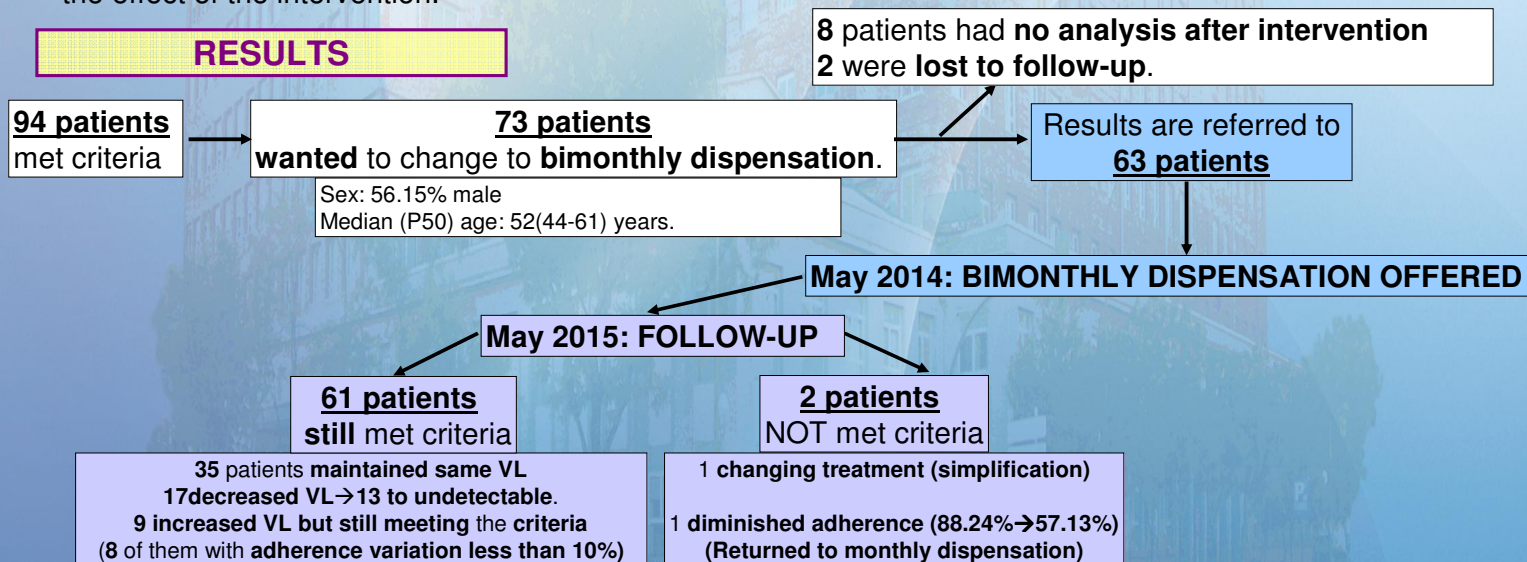 the effect of the intervention.
RESULTS
8 patients had no analysis after intervention
2 were lost to follow-up.
94 patients
met criteria
73 patients
wanted to change to bimonthly dispensation.
Sex: 56.15% male
Median (P50) age: 52(44-61) years.
Results are referred to
63 patients
May 2014: BIMONTHLY DISPENSATION OFFERED
May 2015: FOLLOW-UP
61 patients
still met criteria
2 patients
NOT met criteria
35 patients maintained same VL
17decreased VL→13 to undetectable.
9 increased VL but still meeting the criteria
(8 of them with adherence variation less than 10%)
1 changing treatment (simplification)
1 diminished adherence (88.24%→57.13%)
(Returned to monthly dispensation)